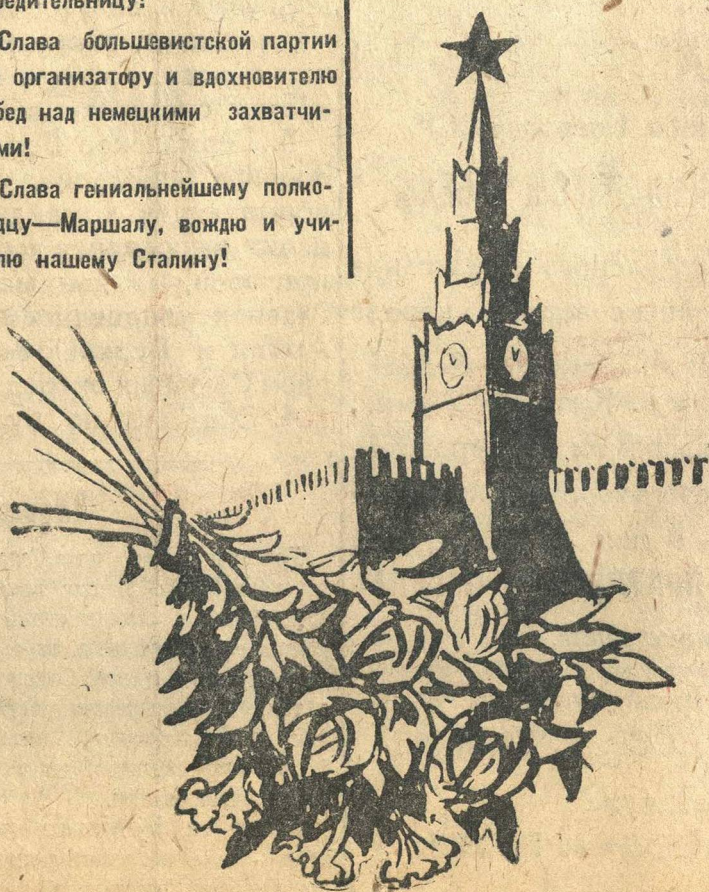 редительницу!
Слава большевистской партии
организатору и вдохновителю
бед над немецкими захватчи-
ми!
Слава гениальнейшему полко-
дцу—Маршалу, вождю и учи-
лю нашему Сталину!